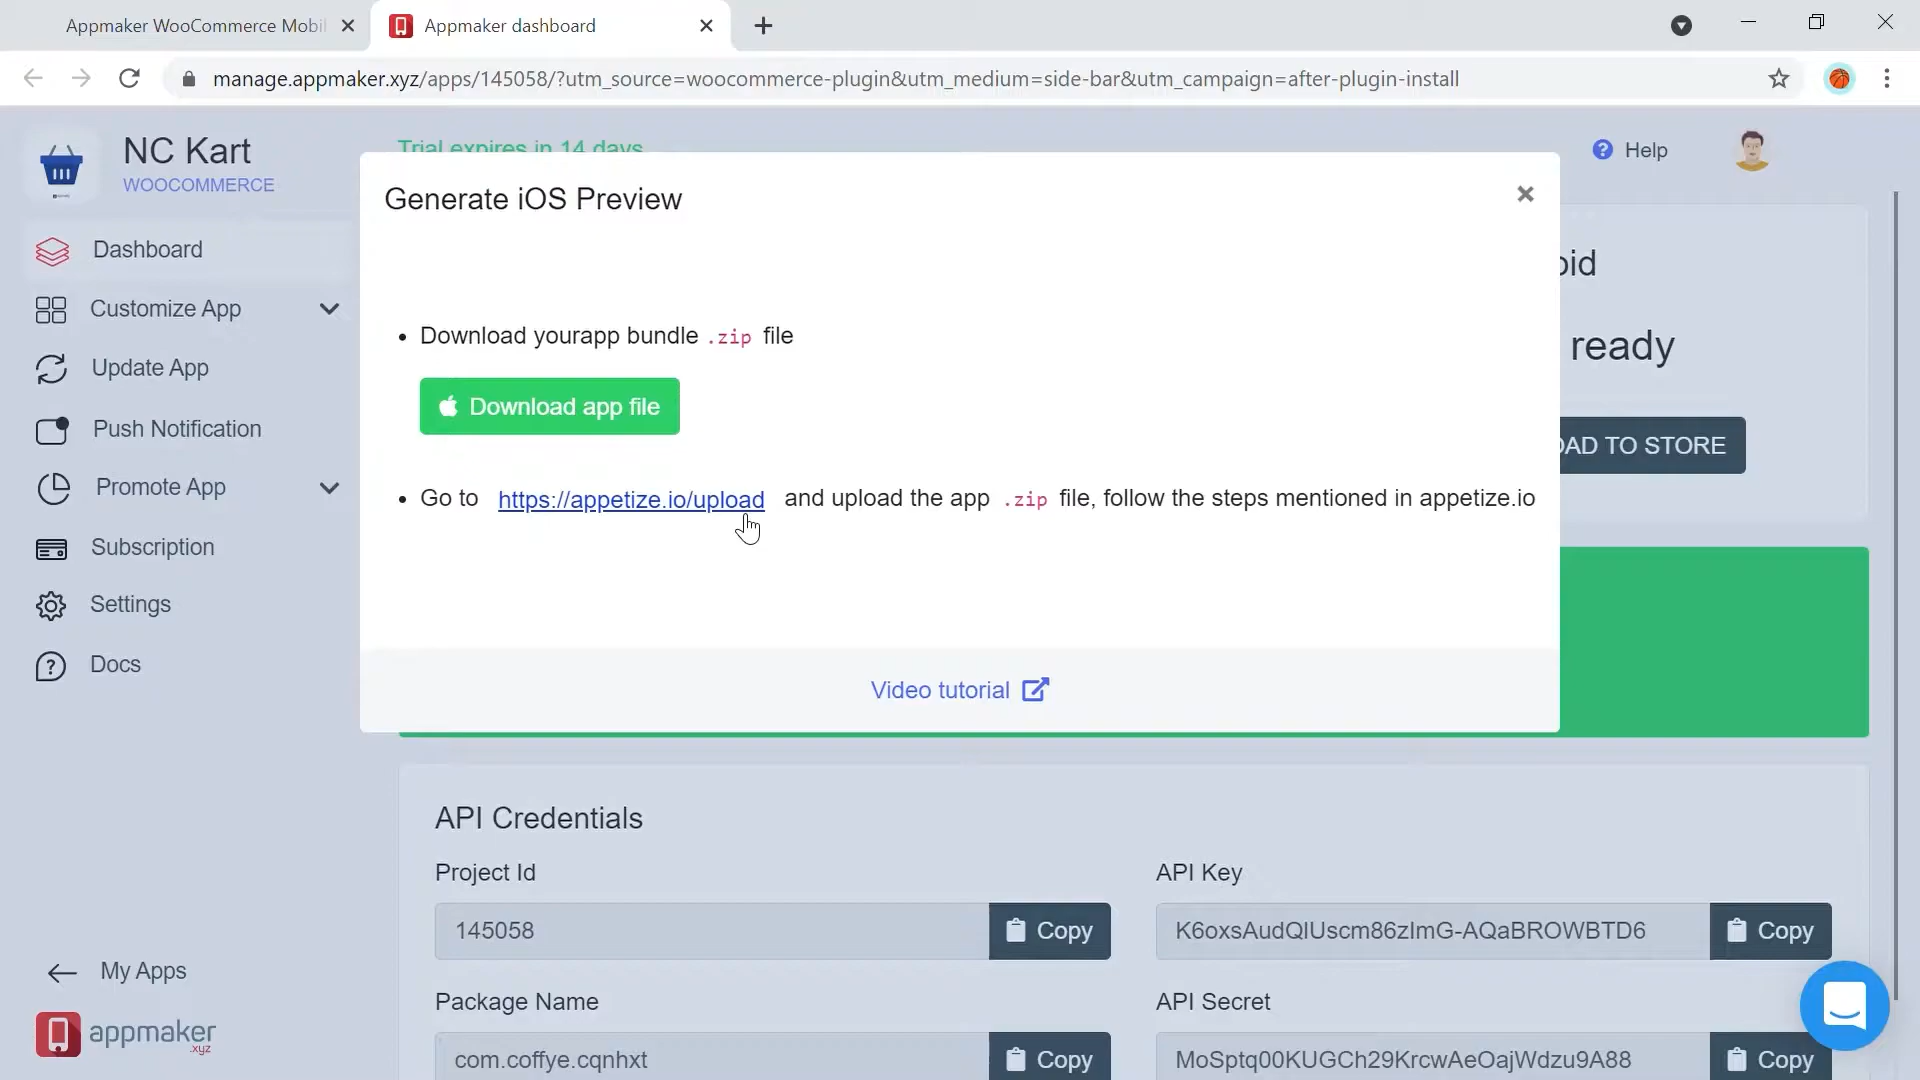 Appmaker WooCommerce Mobil
Appmaker dashboard
manage.appmaker.xyz/apps/145058/?utm_source=woocommerce-plugin&utm_medium=side-bar&utm_campaign=after-plugin-install
NC Kart
WOOCOMMERCE
Trial expires in 14 days
Help
Generate iOS Preview
Dashboard
oid
Customize App
Download yourapp bundle .zip file
ready
Update App
Download app file
Push Notification
OAD TO STORE
Promote App
Go to https://appetize.io/upload and upload the app .zip file, follow the steps mentioned in appetize.io
Subscription
Settings
Docs
Video tutorial
API Credentials
Project Id
API Key
145058
Copy
K6oxsAudQlUscm86zlmG-AQaBROWBTD6
Copy
My Apps
Package Name
API Secret
appmaker
.xyz
com.coffye.cqnhxt
Copy
MoSptq00KUGCh29KrcwAeOajWdzu9A88
Copy